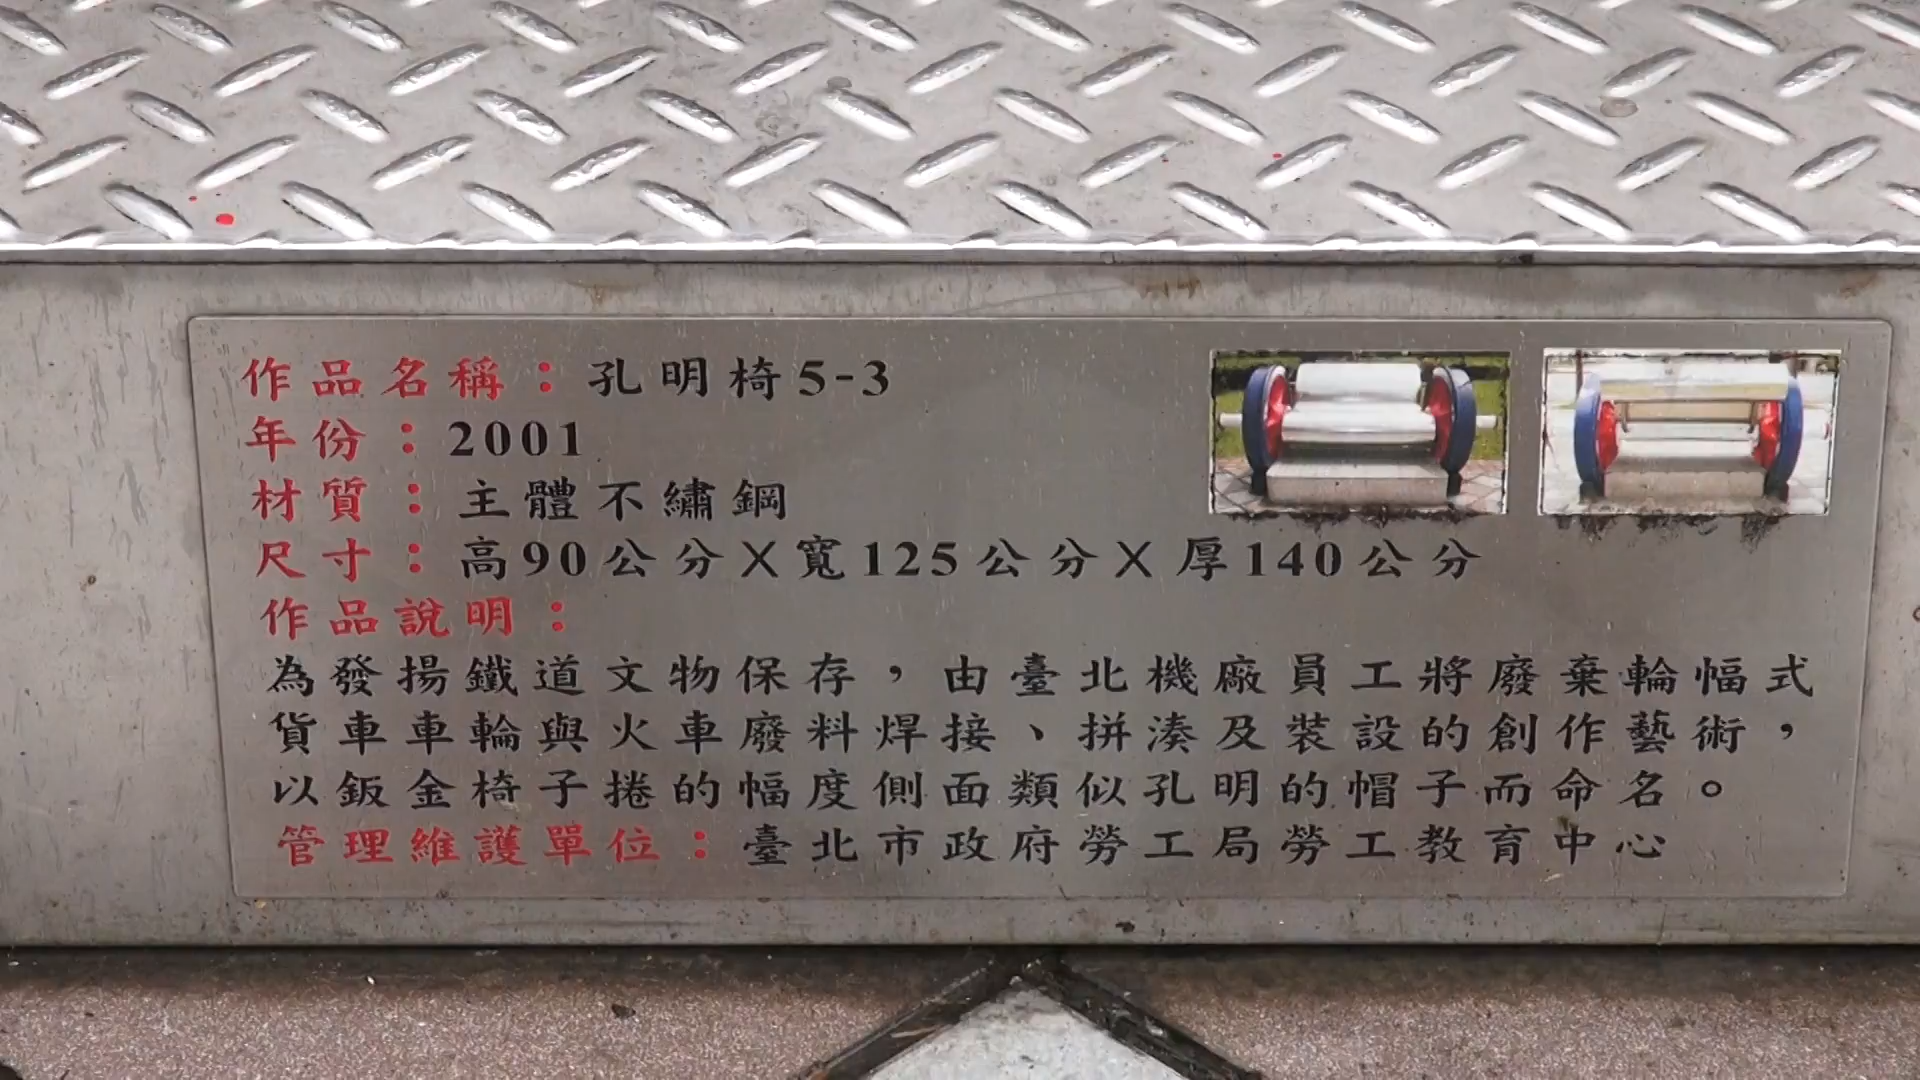 作品名稱：孔明椅5-3
年份：2001
材質：主體不繡鋼
尺寸：高90公分X寬125公分X厚140公分
作品說明：
為發揚鐵道文物保存，由臺北機廠員工將廢棄輪幅式
貨車車輪與火車廢料焊接、拼湊及裝設的創作藝術，
以鈑金椅子捲的幅度側面類似孔明的帽子而命名。
管理維護單位：臺北市政府勞工局勞工教育中心